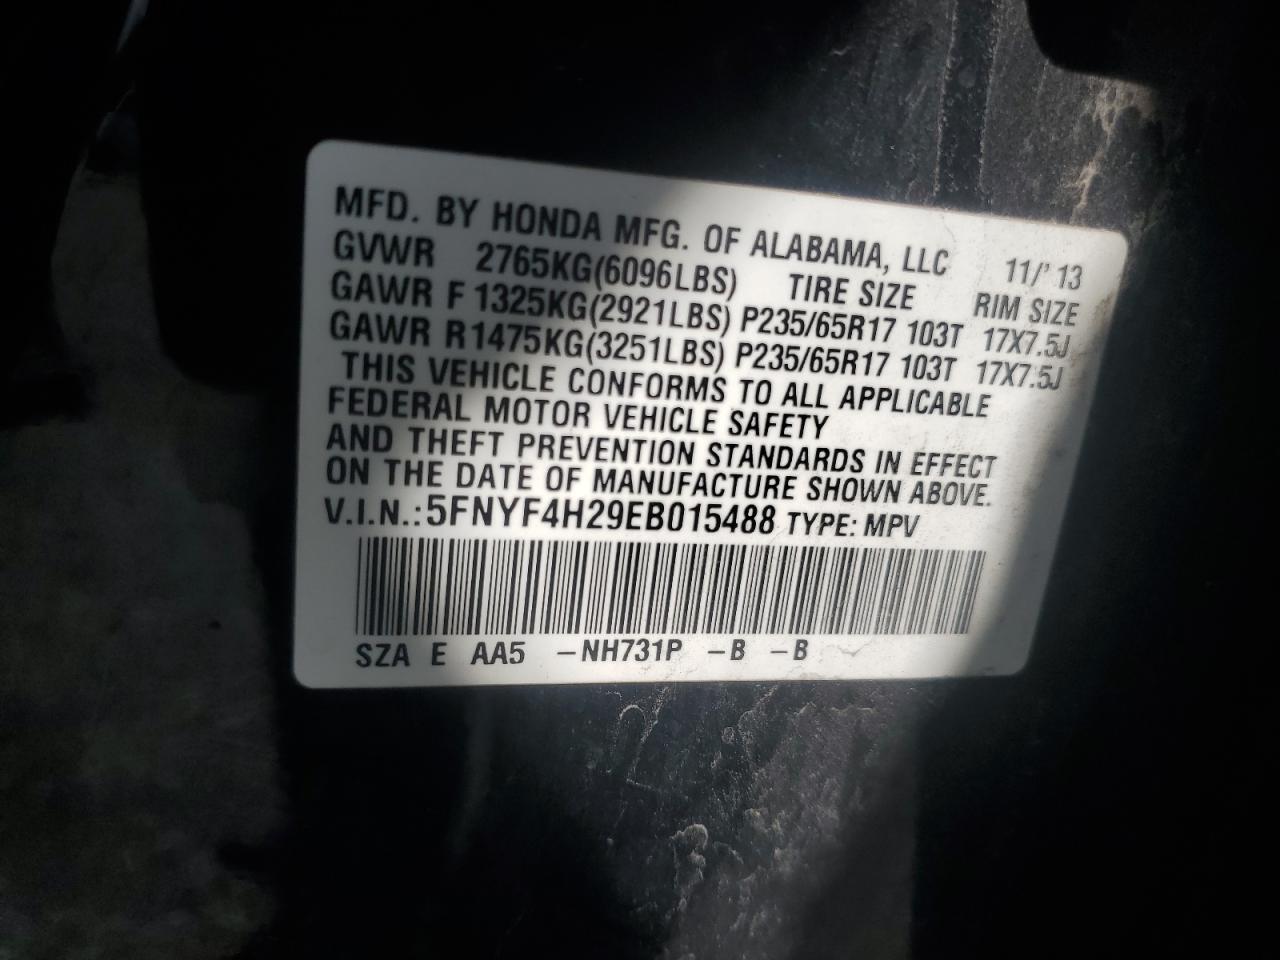 MFD. BY HONDA MFG. OF ALABAMA, LLC 11/'13
GVWR 2765KG(6096LBS) TIRE SIZE RIM SIZE
GAWR F 1325KG(2921LBS) P235/65R17 103T 17X7.5J
GAWR R1475KG(3251LBS) P235/65R17 103T 17X7.5J
THIS VEHICLE CONFORMS TO ALL APPLICABLE
FEDERAL MOTOR VEHICLE SAFETY
AND THEFT PREVENTION STANDARDS IN EFFECT
ON THE DATE OF MANUFACTURE SHOWN ABOVE.
V.I.N.:5FNYF4H29EB015488 TYPE: MPV
SZA E AA5 –NH731P –B –B